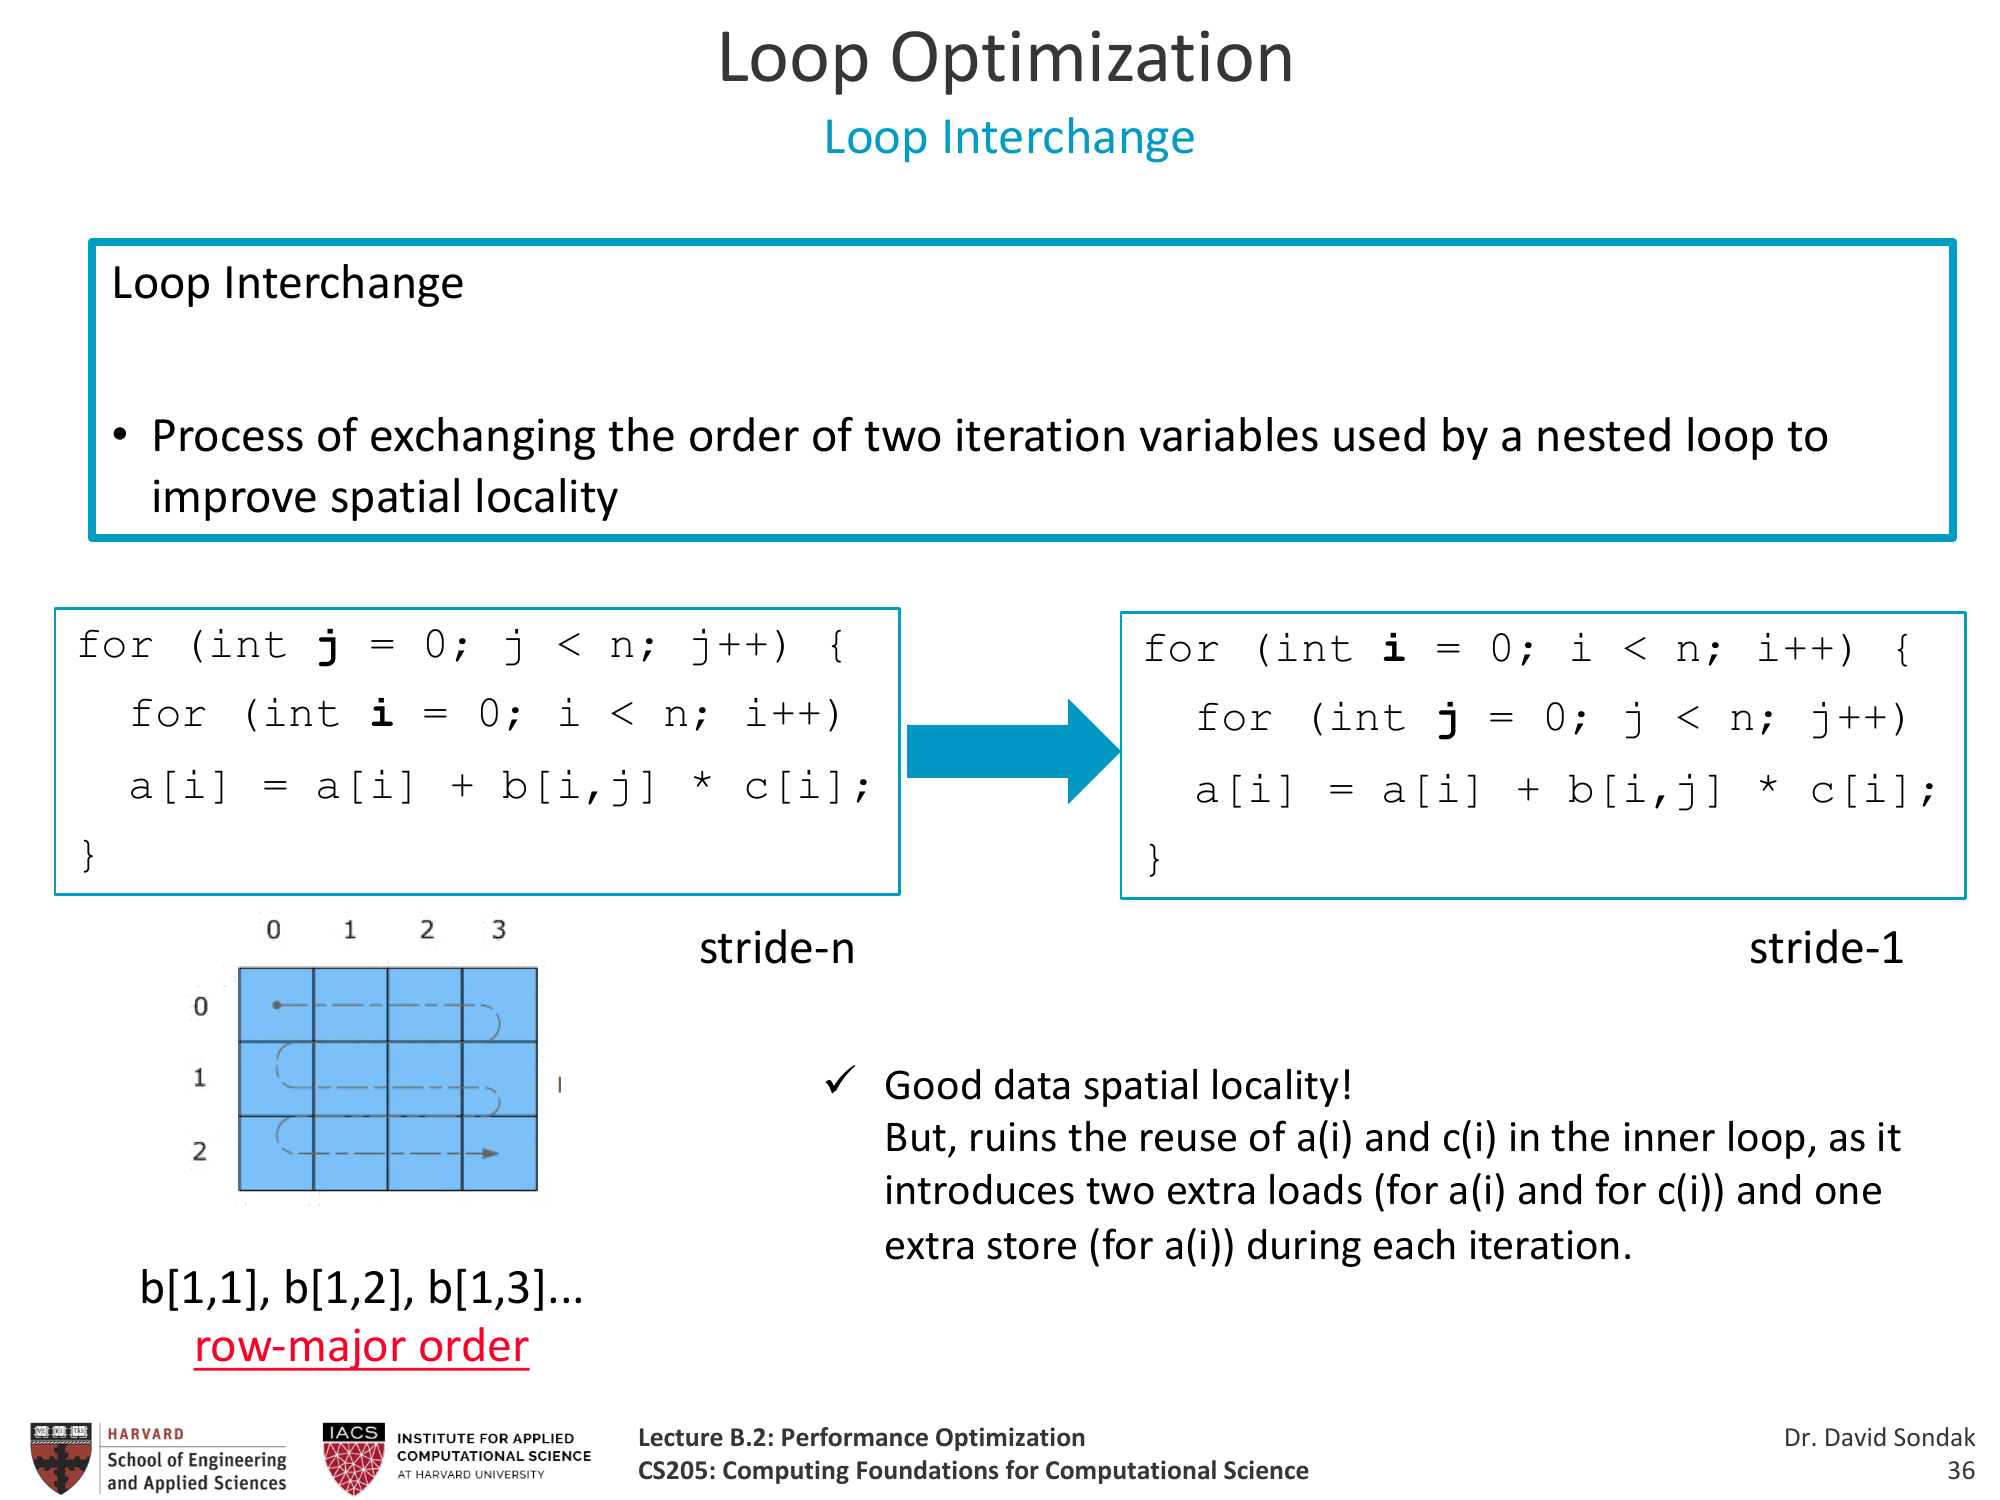 Loop Optimization
Loop Interchange
Loop Interchange
• Process of exchanging the order of two iteration variables used by a nested loop to
improve spatial locality
for (int j = 0; j < n; j++) {
for (int i = 0; i < n; i++)
a[i] = a[i] + b[i,j] * c[i];
}
for (int i = 0; i < n; i++) {
for (int j = 0; j < n; j++)
a[i] = a[i] + b[i,j] * c[i];
}
stride-n
stride-1
0 1 2 3
0
1
2
✓ Good data spatial locality!
But, ruins the reuse of a(i) and c(i) in the inner loop, as it
introduces two extra loads (for a(i) and for c(i)) and one
extra store (for a(i)) during each iteration.
b[1,1], b[1,2], b[1,3]...
row-major order
HARVARD
School of Engineering
and Applied Sciences
IACS
INSTITUTE FOR APPLIED
COMPUTATIONAL SCIENCE
AT HARVARD UNIVERSITY
Lecture B.2: Performance Optimization
CS205: Computing Foundations for Computational Science
Dr. David Sondak
36